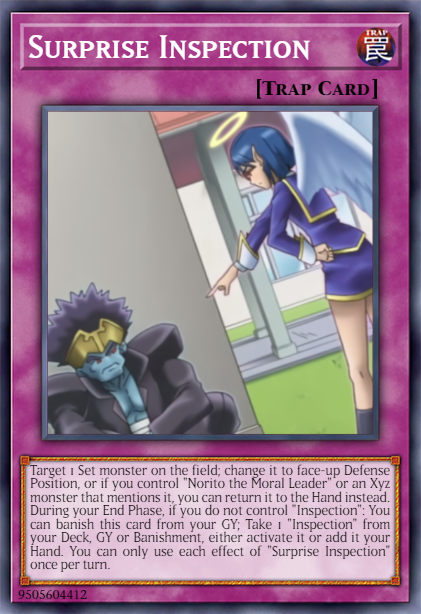 Surprise Inspection
TRAP
罠
[Trap Card]
Target 1 Set monster on the field; change it to face-up Defense
Position, or if you control "Norito the Moral Leader" or an Xyz
monster that mentions it, you can return it to the Hand instead.
During your End Phase, if you do not control "Inspection": You
can banish this card from your GY; Take 1 "Inspection" from
your Deck, GY or Banishment, either activate it or add it your
Hand. You can only use each effect of "Surprise Inspection"
once per turn.
9505604412